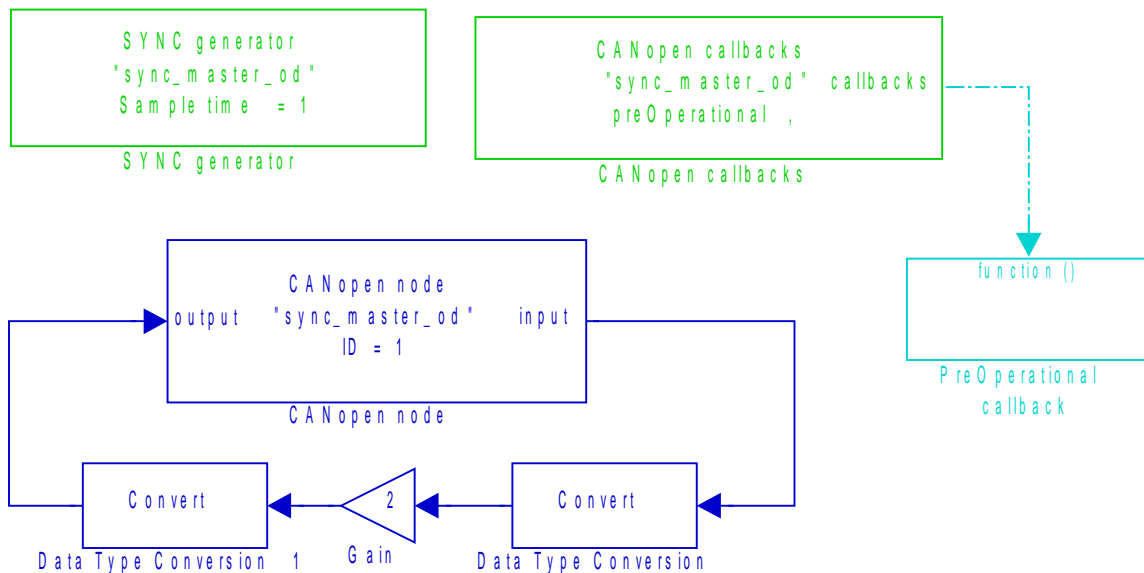 SYNC generator
"sync_master_od"
Sample time = 1
SYNC generator
CANopen callbacks
"sync_master_od" callbacks
preOperational ,
CANopen callbacks
function ()
PreOperational
callback
CANopen node
output "sync_master_od" input
ID = 1
CANopen node
Convert
2
Convert
Data Type Conversion 1
Gain
Data Type Conversion